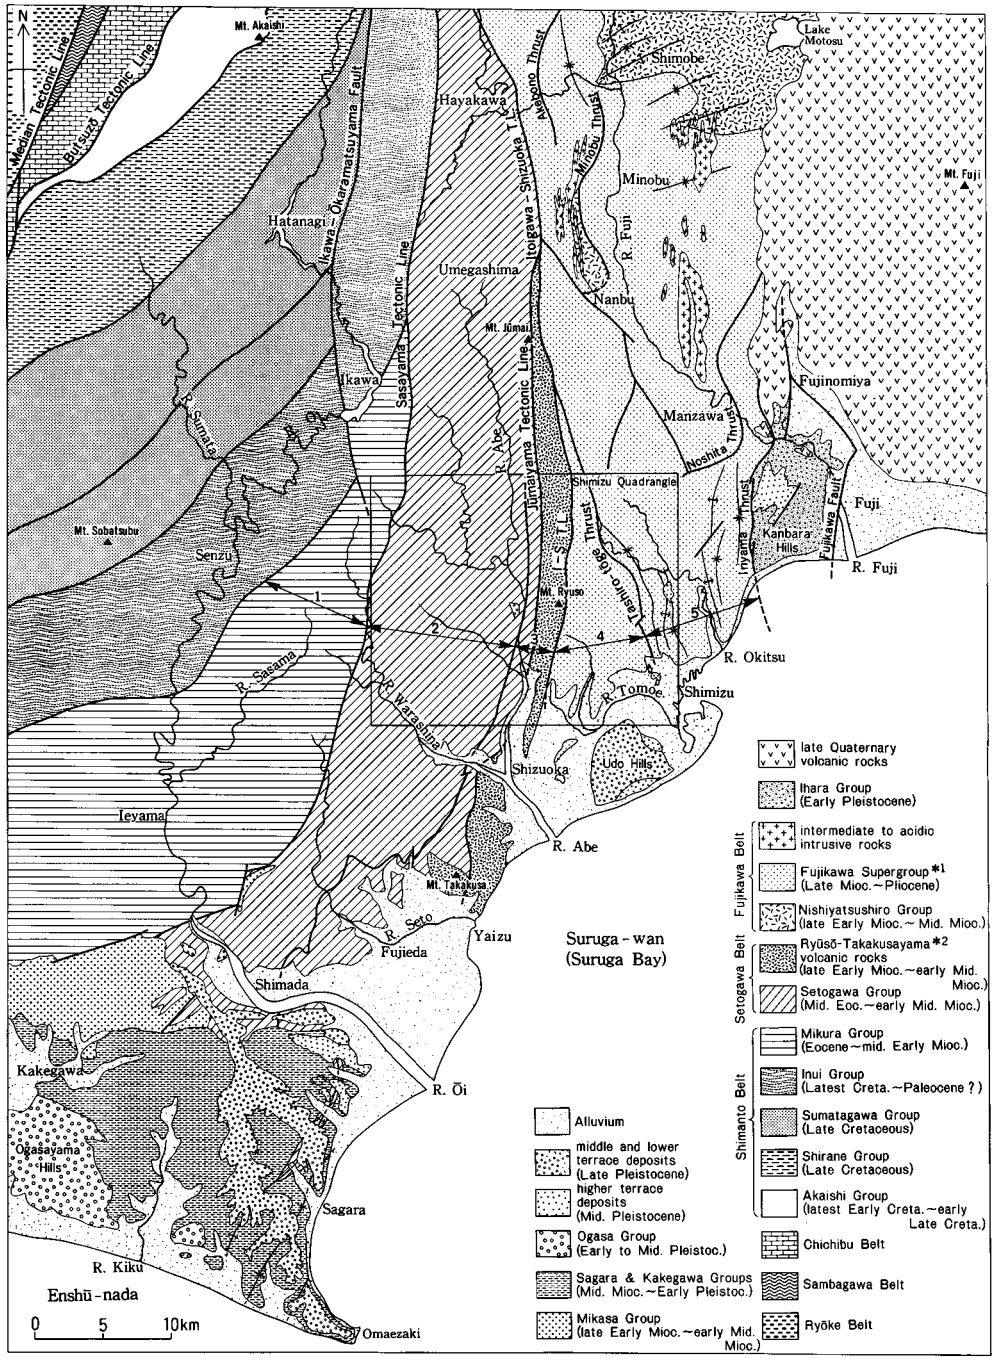 N
Mt. Akaishi
Lake
Motosu
Median Tectonic Line
Butsuzō Tectonic Line
Ikawa-Ōkaramatsuyama Fault
Hayakawa
Akebono Thrust
Shimobe
Minobu Thrust
Itoigawa-Shizuoka T. L.
Minobu
R. Fuji
Mt. Fuji
Hatanagi
Umegashima
Sasayama Tectonic Line
Nanbu
Mt. Jūmai
Jūmaiyama Tectonic Line
Ikawa
R. Sumata
R. Abe
Fujinomiya
Manzawa
Noshita Thrust
Shimizu Quadrangle
Inyama Thrust
Fujikawa Fault
Fuji
Kanbara
Hills
Mt. Sobatsubu
Senzu
I-S.T.L.
Tashiro-tōge Thrust
R. Fuji
Mt. Ryuso
1
2
3
4
5
R. Sasama
R. Warashina
R. Okitsu
R. Tomoe
Shimizu
Udo Hills
Shizuoka
Ieyama
R. Abe
Mt. Takakusa
R. Seto
Yaizu
Fujieda
Suruga-wan
(Suruga Bay)
Shimada
Kakegawa
R. Ōi
Ogasayama
Hills
Sagara
R. Kiku
Enshū-nada
Omaezaki
0 5 10km
late Quaternary
volcanic rocks
Ihara Group
(Early Pleistocene)
Fujikawa Belt
intermediate to acidic
intrusive rocks
Fujikawa Supergroup*1
(Late Mioc.~Pliocene)
Nishiyatsushiro Group
(late Early Mioc.~Mid. Mioc.)
Setogawa Belt
Ryūsō-Takakusayama*2
volcanic rocks
(late Early Mioc.~early Mid.
Mioc.)
Setogawa Group
(Mid. Eoc.~early Mid. Mioc.)
Shimanto Belt
Mikura Group
(Eocene~mid. Early Mioc.)
Inui Group
(Latest Creta.~Paleocene ?)
Sumatagawa Group
(Late Cretaceous)
Shirane Group
(Late Cretaceous)
Akaishi Group
(latest Early Creta.~early
Late Creta.)
Chichibu Belt
Sambagawa Belt
Ryōke Belt
Alluvium
middle and lower
terrace deposits
(Late Pleistocene)
higher terrace
deposits
(Mid. Pleistocene)
Ogasa Group
(Early to Mid. Pleistoc.)
Sagara & Kakegawa Groups
(Mid. Mioc.~Early Pleistoc.)
Mikasa Group
(late Early Mioc.~early Mid.
Mioc.)